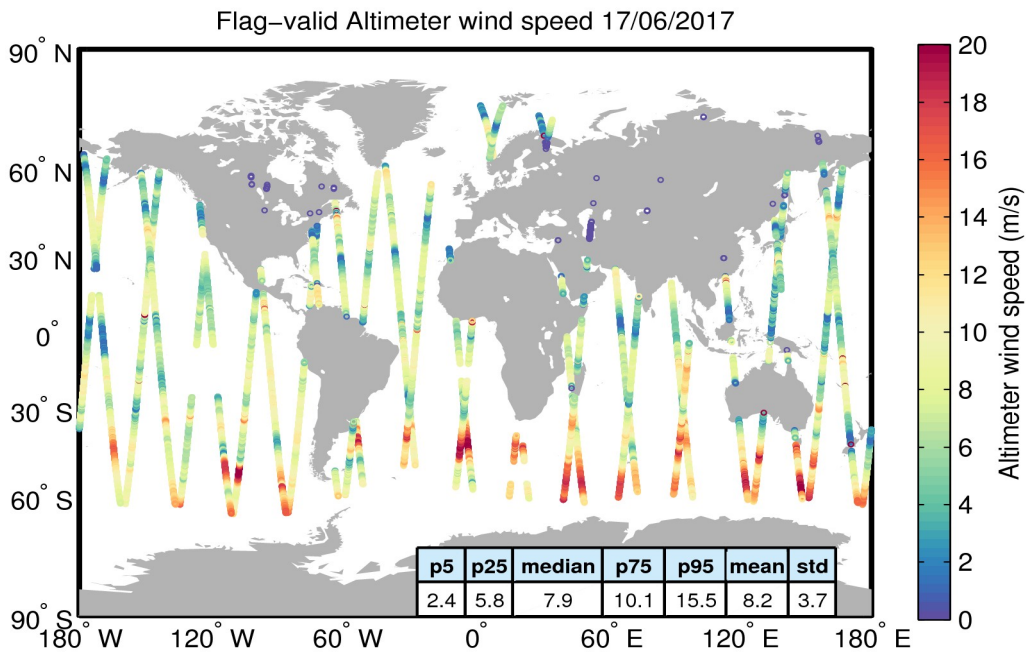 Flag−valid Altimeter wind speed 17/06/2017
90° N
60° N
30° N
0°
30° S
60° S
90° S
180° W
120° W
60° W
0°
60° E
120° E
180° E
p5 p25 median p75 p95 mean std
2.4 5.8 7.9 10.1 15.5 8.2 3.7
20
18
16
14
12
10
8
6
4
2
0
Altimeter wind speed (m/s)